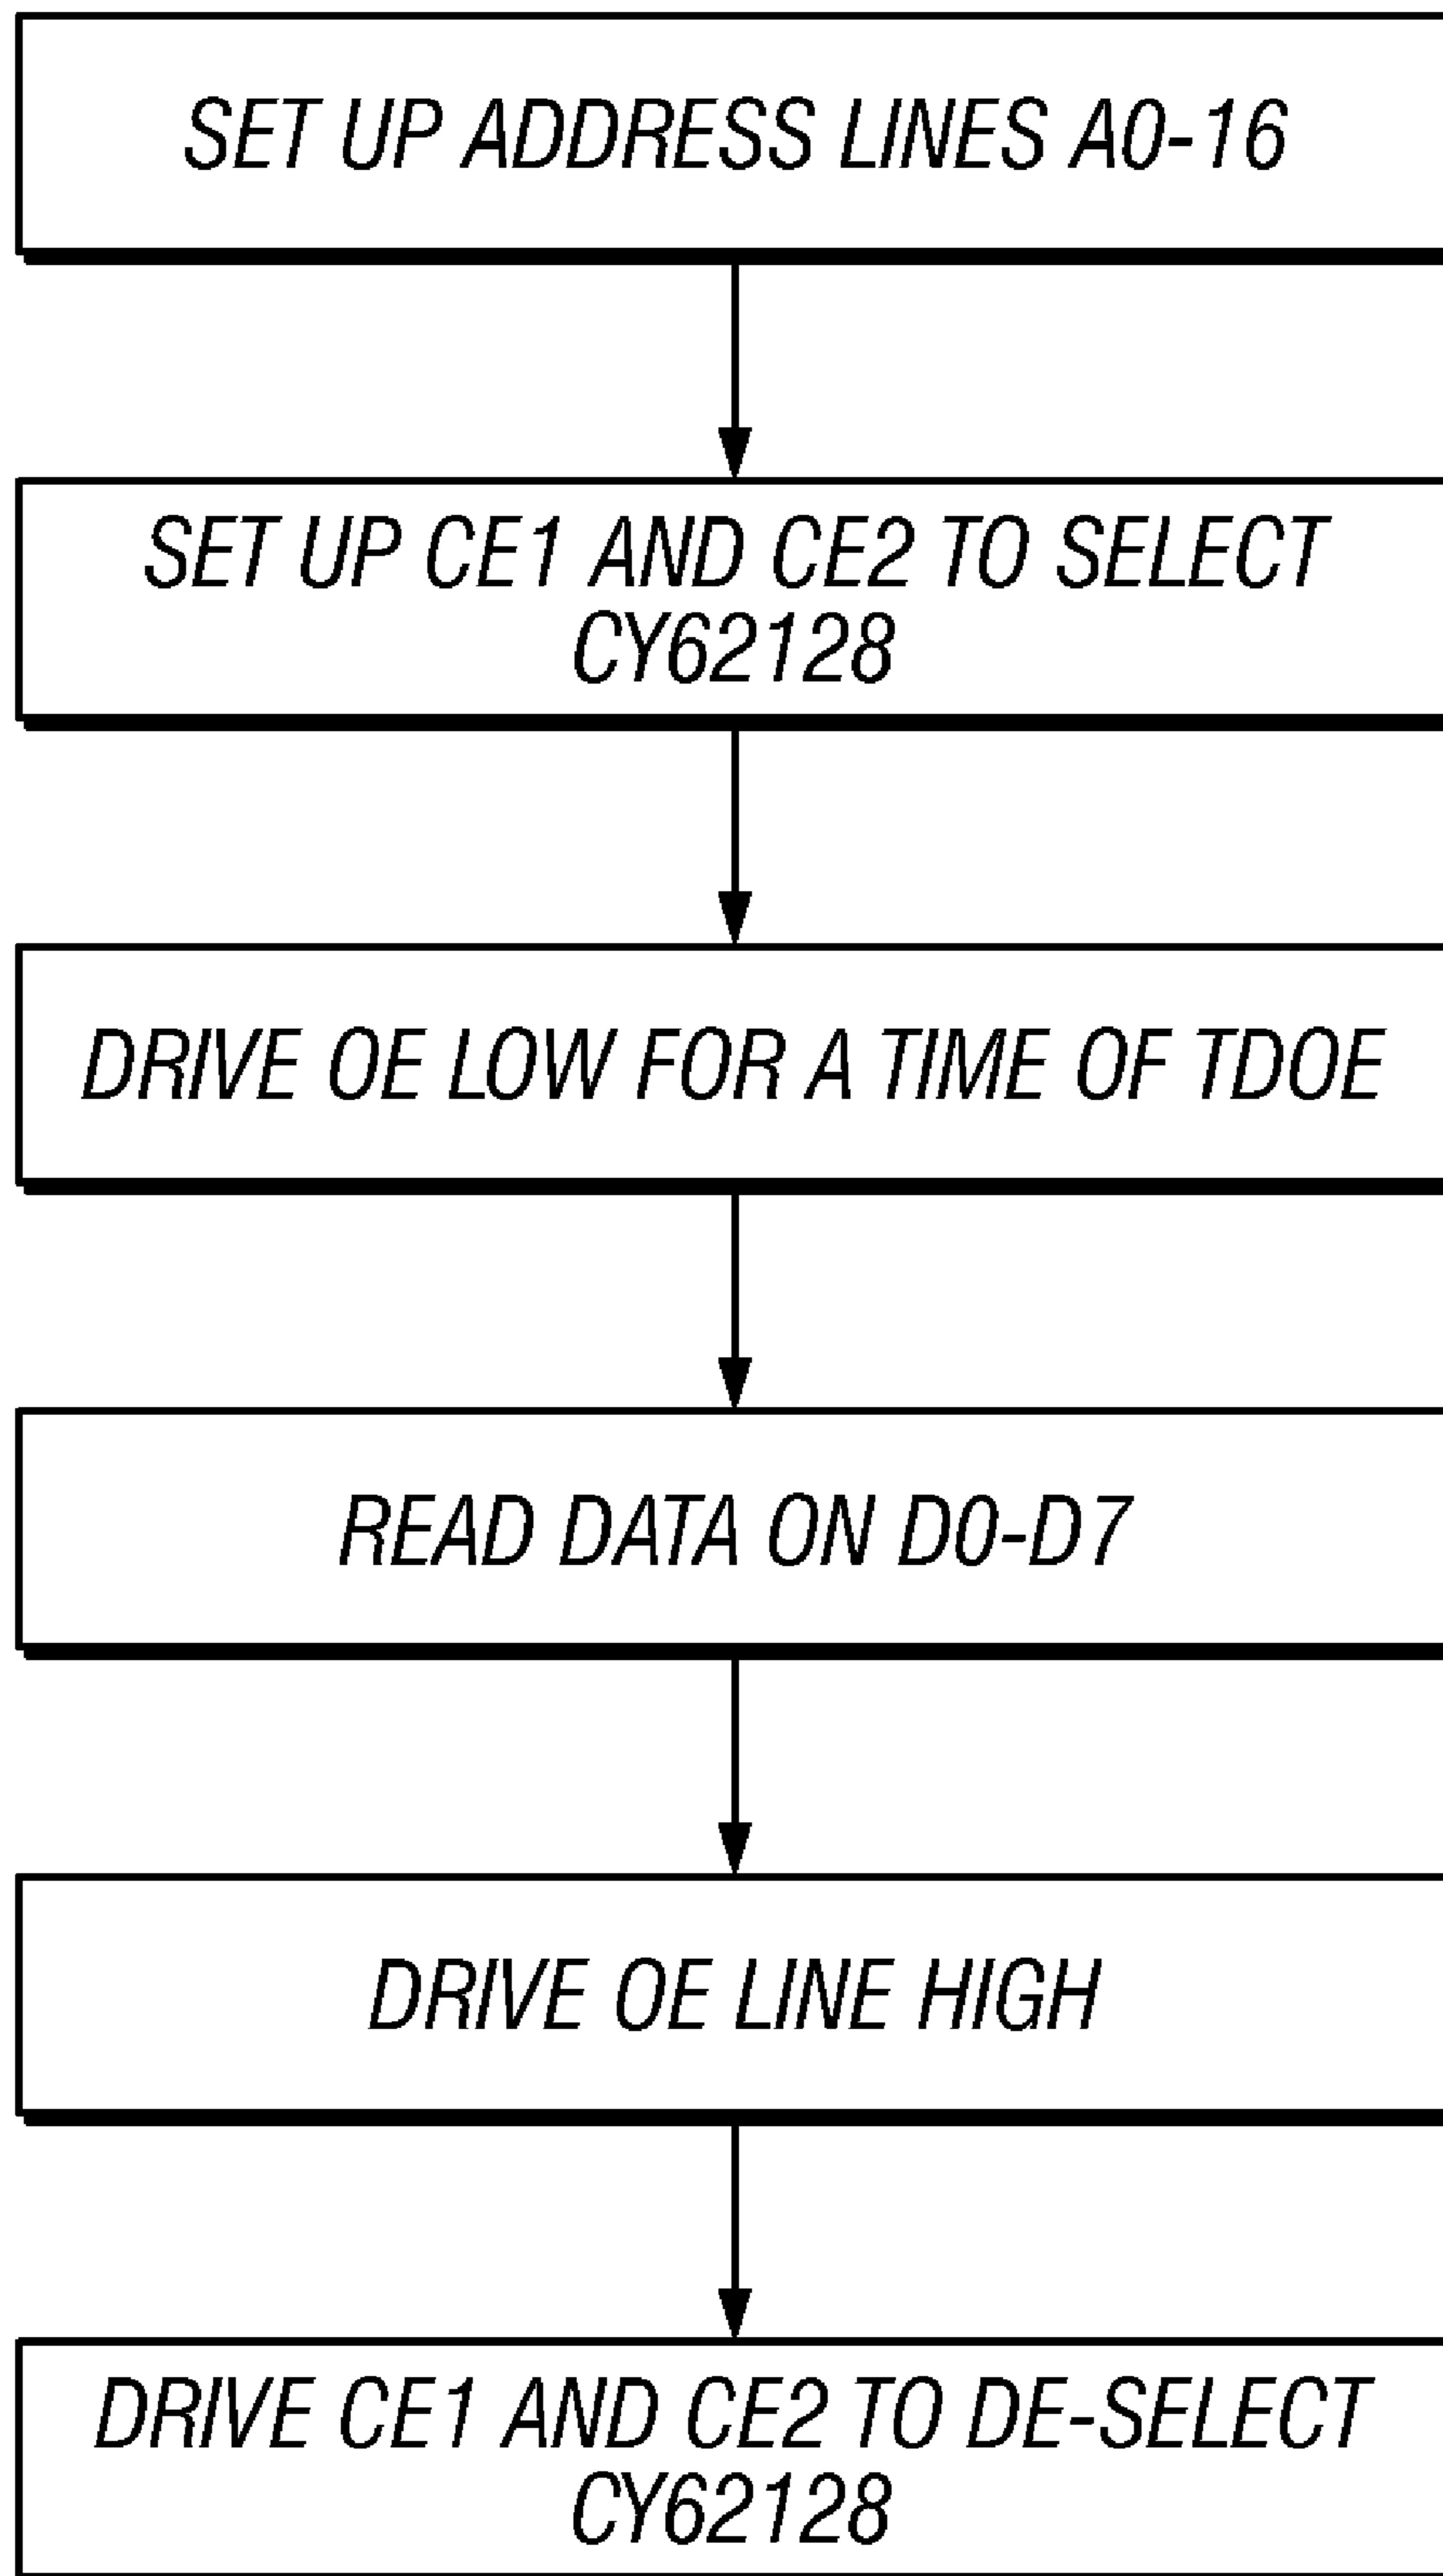 SET UP ADDRESS LINES A0-16
SET UP CE1 AND CE2 TO SELECT
CY62128
DRIVE OE LOW FOR A TIME OF TDOE
READ DATA ON D0-D7
DRIVE OE LINE HIGH
DRIVE CE1 AND CE2 TO DE-SELECT
CY62128